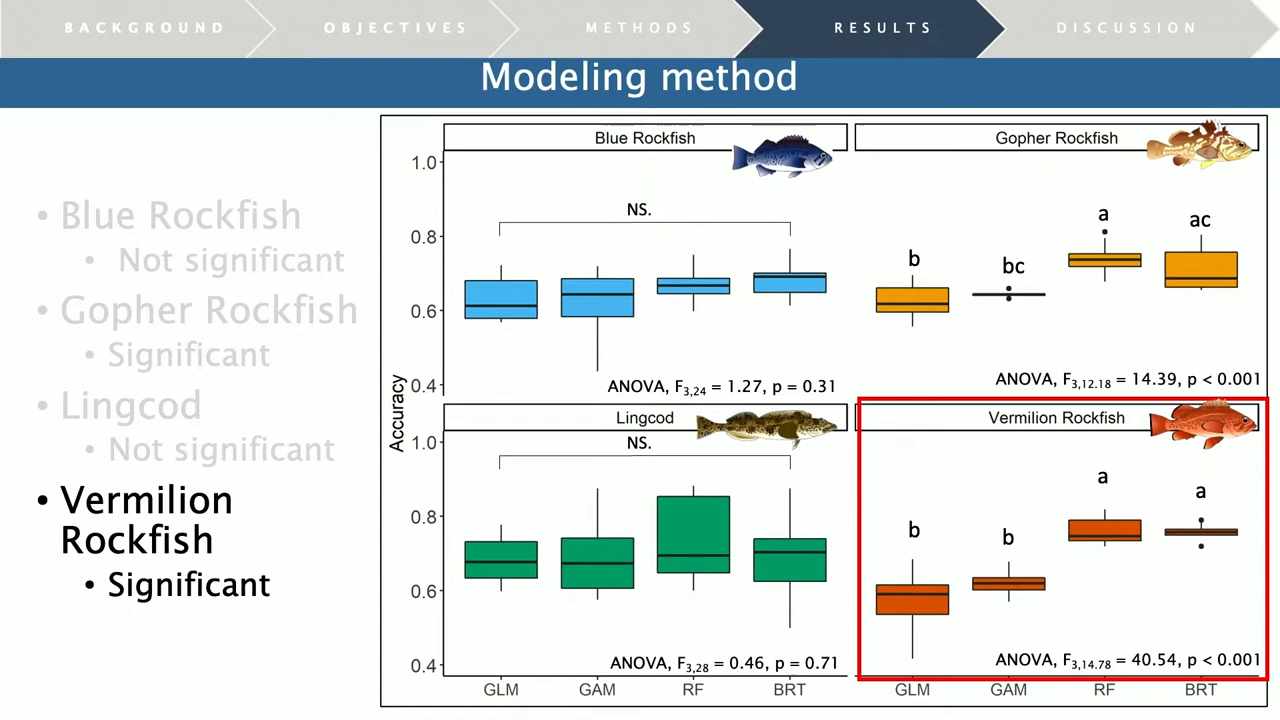 BACKGROUND
OBJECTIVES
METHODS
RESULTS
DISCUSSION
Modeling method
• Blue Rockfish
• Not significant
• Gopher Rockfish
• Significant
• Lingcod
• Not significant
• Vermilion
Rockfish
• Significant
Accuracy
Blue Rockfish
1.0
0.8
0.6
0.4
NS.
ANOVA, F3,24 = 1.27, p = 0.31
Gopher Rockfish
b
bc
a
ac
ANOVA, F3,12.18 = 14.39, p < 0.001
Lingcod
1.0
0.8
0.6
0.4
NS.
ANOVA, F3,28 = 0.46, p = 0.71
GLM
GAM
RF
BRT
Vermilion Rockfish
b
b
a
a
ANOVA, F3,14.78 = 40.54, p < 0.001
GLM
GAM
RF
BRT